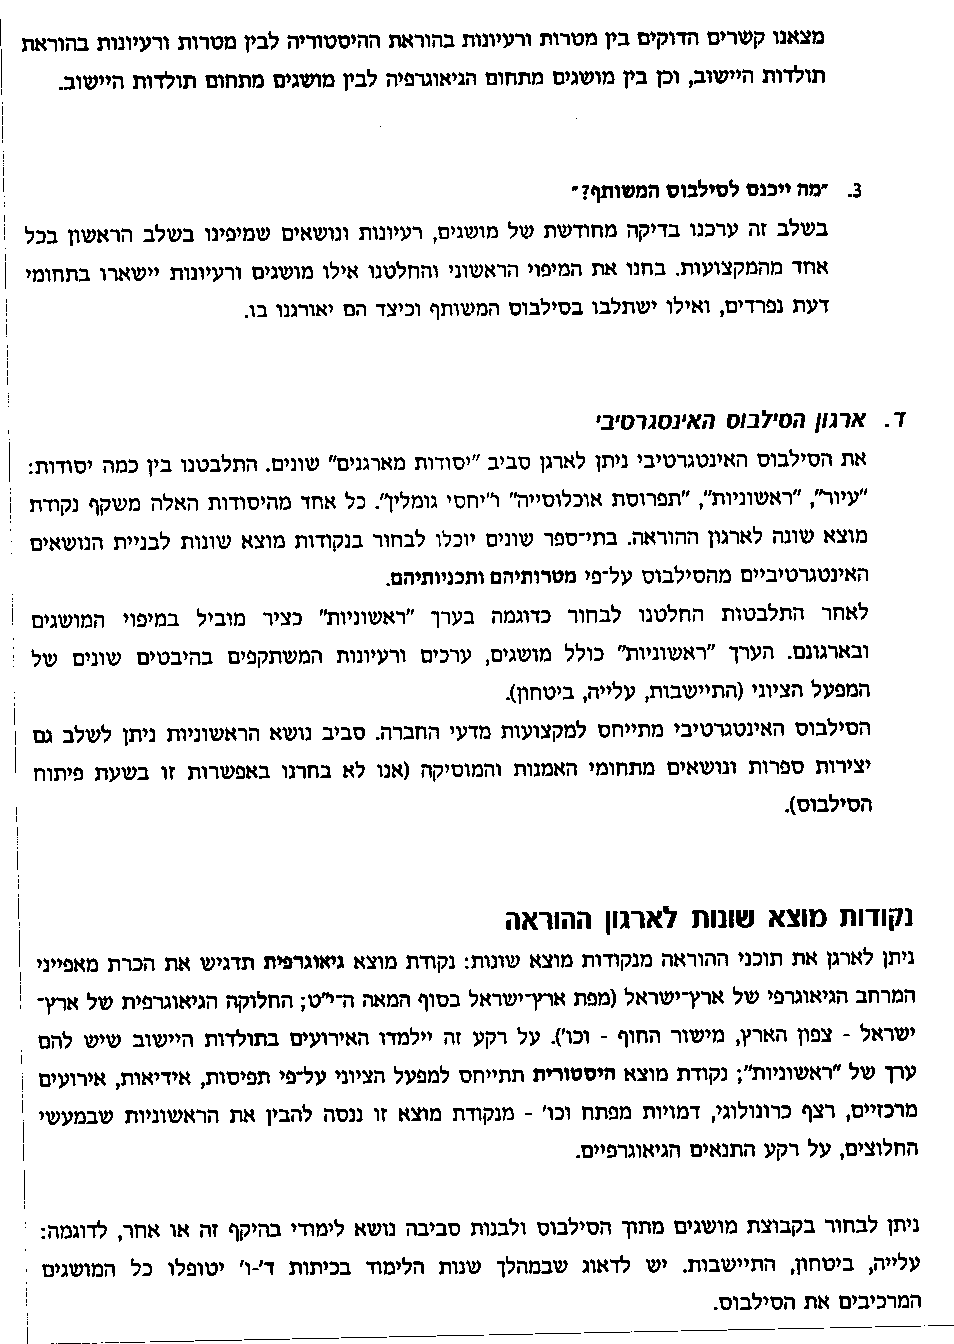 מצאנו קשרים הדוקים בין מטרות ורעיונות בהוראת ההיסטוריה לבין מטרות ורעיונות בהוראת
תולדות היישוב, וכן בין מושגים מתחום הגיאוגרפיה לבין מושגים מתחום תולדות היישוב.
3. "מה ייכנס לסילבוס המשותף?"
בשלב זה ערכנו בדיקה מחודשת של מושגים, רעיונות ונושאים שמיפינו בשלב הראשון בכל
אחד מהמקצועות. בחנו את המיפוי הראשוני והחלטנו אילו מושגים ורעיונות יישארו בתחומי
דעת נפרדים, ואילו ישתלבו בסילבוס המשותף וכיצד הם יאורגנו בו.
ד. ארגון הסילבוס האינטגרטיבי
את הסילבוס האינטגרטיבי ניתן לארגן סביב "יסודות מארגנים" שונים. התלבטנו בין כמה יסודות:
"עיור", "ראשוניות", "תפרוסת אוכלוסייה" ו"יחסי גומלין". כל אחד מהיסודות האלה משקף נקודת
מוצא שונה לארגון ההוראה. בתי־ספר שונים יוכלו לבחור בנקודות מוצא שונות לבניית הנושאים
האינטגרטיביים מהסילבוס על־פי מטרותיהם ותכניותיהם.
לאחר התלבטות החלטנו לבחור כדוגמה בערך "ראשוניות" כציר מוביל במיפוי המושגים
ובארגונם. הערך "ראשוניות" כולל מושגים, ערכים ורעיונות המשתקפים בהיבטים שונים של
המפעל הציוני (התיישבות, עלייה, ביטחון).
הסילבוס האינטגרטיבי מתייחס למקצועות מדעי החברה. סביב נושא הראשוניות ניתן לשלב גם
יצירות ספרות ונושאים מתחומי האמנות והמוסיקה (אנו לא בחרנו באפשרות זו בשעת פיתוח
הסילבוס).
נקודות מוצא שונות לארגון ההוראה
ניתן לארגן את תוכני ההוראה מנקודות מוצא שונות: נקודת מוצא גיאוגרפית תדגיש את הכרת מאפייני
המרחב הגיאוגרפי של ארץ־ישראל (מפת ארץ־ישראל בסוף המאה ה־י"ט; החלוקה הגיאוגרפית של ארץ־
ישראל - צפון הארץ, מישור החוף - וכו'). על רקע זה יילמדו האירועים בתולדות היישוב שיש להם
ערך של "ראשוניות"; נקודת מוצא היסטורית תתייחס למפעל הציוני על־פי תפיסות, אידיאות, אירועים
מרכזיים, רצף כרונולוגי, דמויות מפתח וכו' - מנקודת מוצא זו ננסה להבין את הראשוניות שבמעשי
החלוצים, על רקע התנאים הגיאוגרפיים.
ניתן לבחור בקבוצת מושגים מתוך הסילבוס ולבנות סביבה נושא לימודי בהיקף זה או אחר, לדוגמה:
עלייה, ביטחון, התיישבות. יש לדאוג שבמהלך שנות הלימוד בכיתות ד'-ו' יטופלו כל המושגים
המרכיבים את הסילבוס.